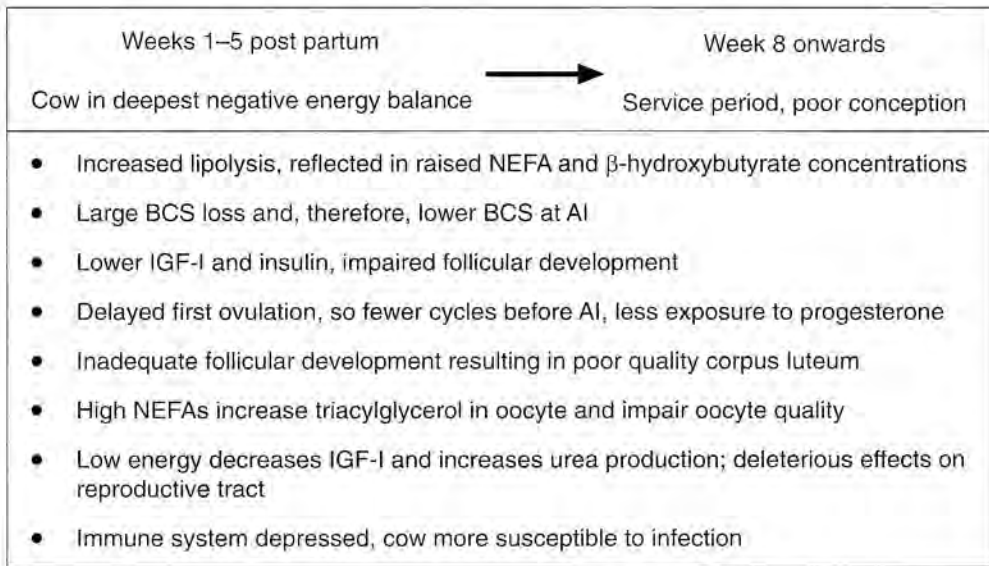 Weeks 1–5 post partum
Week 8 onwards
Cow in deepest negative energy balance
Service period, poor conception
• Increased lipolysis, reflected in raised NEFA and β-hydroxybutyrate concentrations
• Large BCS loss and, therefore, lower BCS at AI
• Lower IGF-I and insulin, impaired follicular development
• Delayed first ovulation, so fewer cycles before AI, less exposure to progesterone
• Inadequate follicular development resulting in poor quality corpus luteum
• High NEFAs increase triacylglycerol in oocyte and impair oocyte quality
• Low energy decreases IGF-I and increases urea production; deleterious effects on
reproductive tract
• Immune system depressed, cow more susceptible to infection